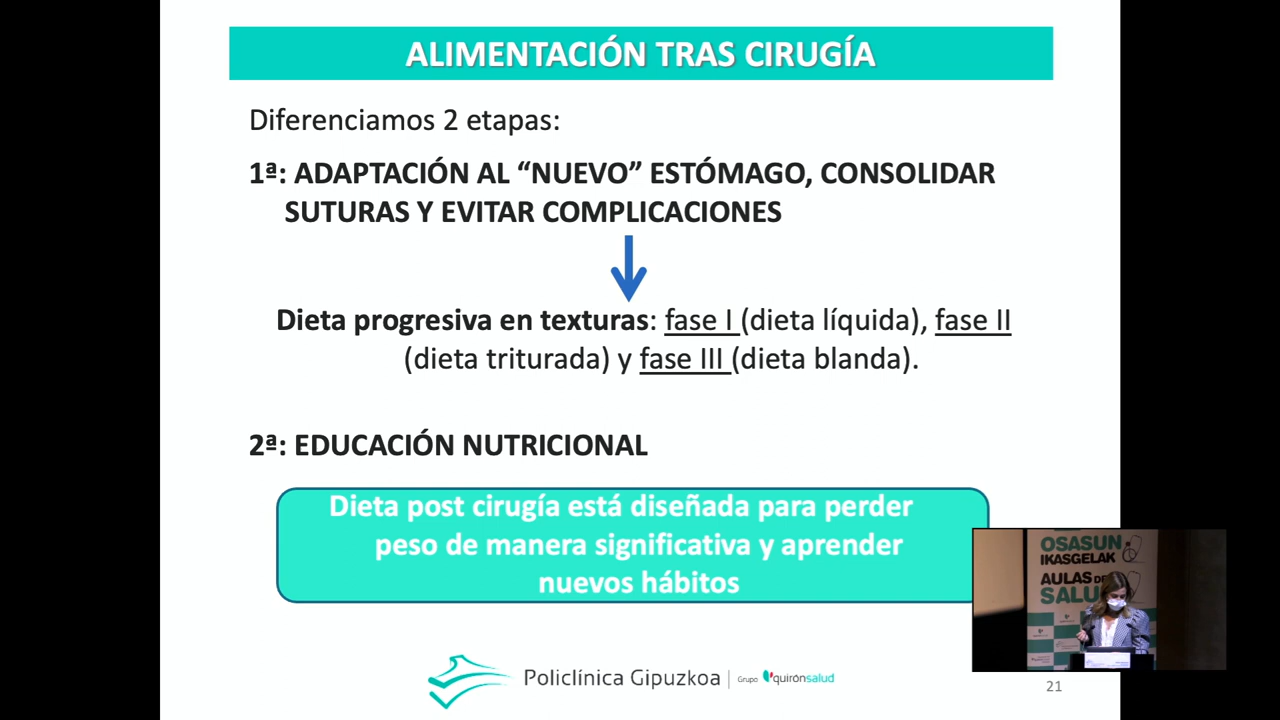 ALIMENTACIÓN TRAS CIRUGÍA
Diferenciamos 2 etapas:
1ª: ADAPTACIÓN AL “NUEVO” ESTÓMAGO, CONSOLIDAR
SUTURAS Y EVITAR COMPLICACIONES
Dieta progresiva en texturas: fase I (dieta líquida), fase II
(dieta triturada) y fase III (dieta blanda).
2ª: EDUCACIÓN NUTRICIONAL
Dieta post cirugía está diseñada para perder
peso de manera significativa y aprender
nuevos hábitos
OSASUN
IKASGELAK
AULAS DE
SALU
Policlínica Gipuzkoa | Grupo quirónsalud
21